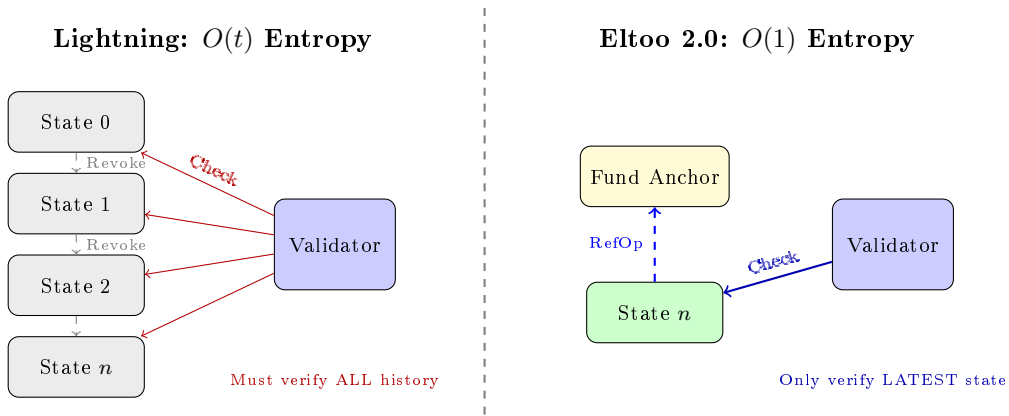 Lightning: O(t) Entropy
State 0
Revoke
State 1
Revoke
State 2
State n
Check
Validator
Must verify ALL history
Eltoo 2.0: O(1) Entropy
Fund Anchor
RefOp
State n
Check
Validator
Only verify LATEST state